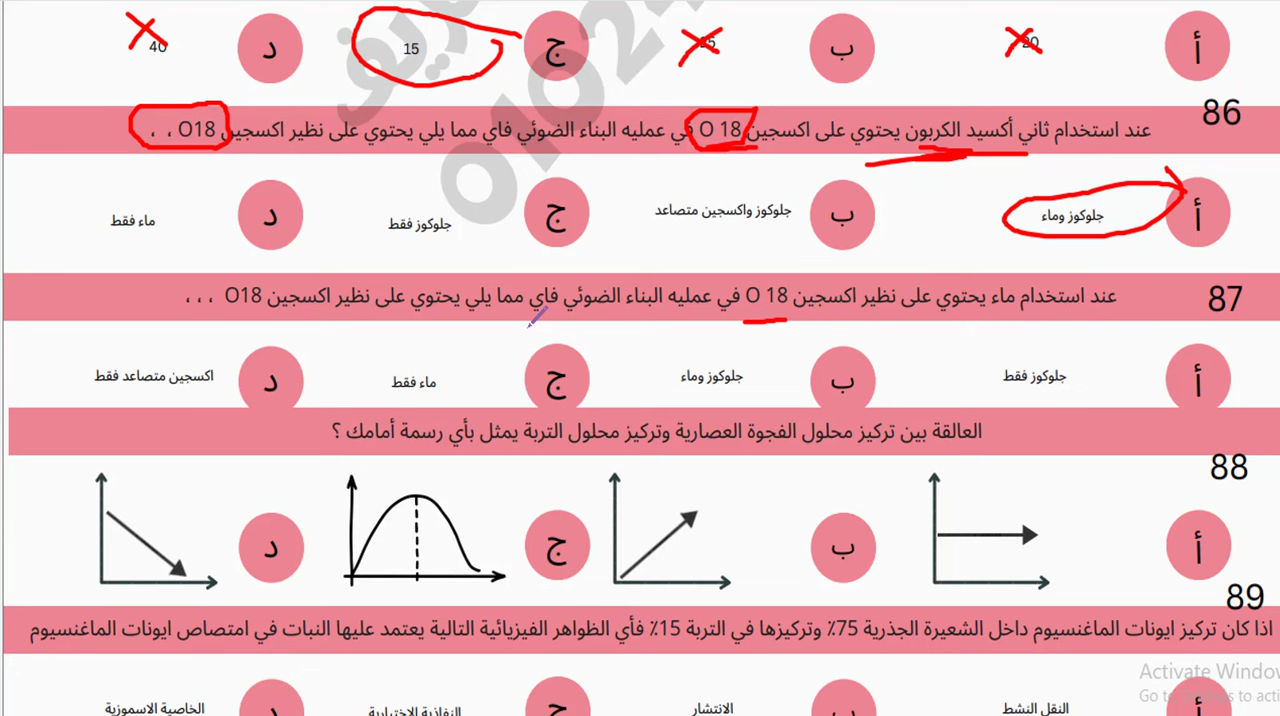 أ 20 ب 25 ج 15 د 40
86
عند استخدام ثاني أكسيد الكربون يحتوي على اكسجين O 18 في عمليه البناء الضوئي فاي مما يلي يحتوي على نظير اكسجين O18 ، ،
أ جلوكوز وماء ب جلوكوز واكسجين متصاعد ج جلوكوز فقط د ماء فقط
87 عند استخدام ماء يحتوي على نظير اكسجين O 18 في عمليه البناء الضوئي فاي مما يلي يحتوي على نظير اكسجين O18 ، ، ،
أ جلوكوز فقط ب جلوكوز وماء ج ماء فقط د اكسجين متصاعد فقط
العالقة بين تركيز محلول الفجوة العصارية وتركيز محلول التربة يمثل بأي رسمة أمامك ؟
88
أ ب ج د
89
اذا كان تركيز ايونات الماغنسيوم داخل الشعيرة الجذرية 75٪ وتركيزها في التربة 15٪ فأي الظواهر الفيزيائية التالية يعتمد عليها النبات في امتصاص ايونات الماغنسيوم
Activate Window
أ النقل النشط ب الانتشار ج النفاذية الاختيارية د الخاصية الاسموزية